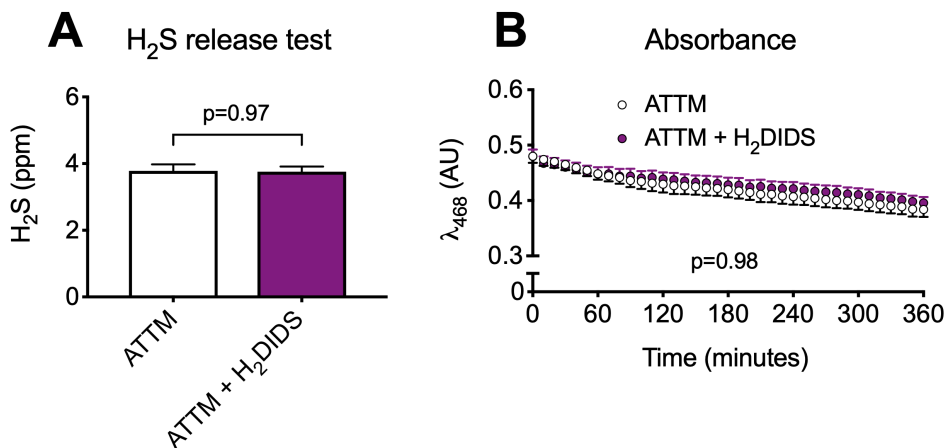 A
H₂S release test
H₂S (ppm)
6
4
2
0
p=0.97
ATTM
ATTM + H₂DIDS
B
Absorbance
λ₄₆₈ (AU)
0.6
0.5
0.4
0.3
0
ATTM
ATTM + H₂DIDS
p=0.98
0 60 120 180 240 300 360
Time (minutes)